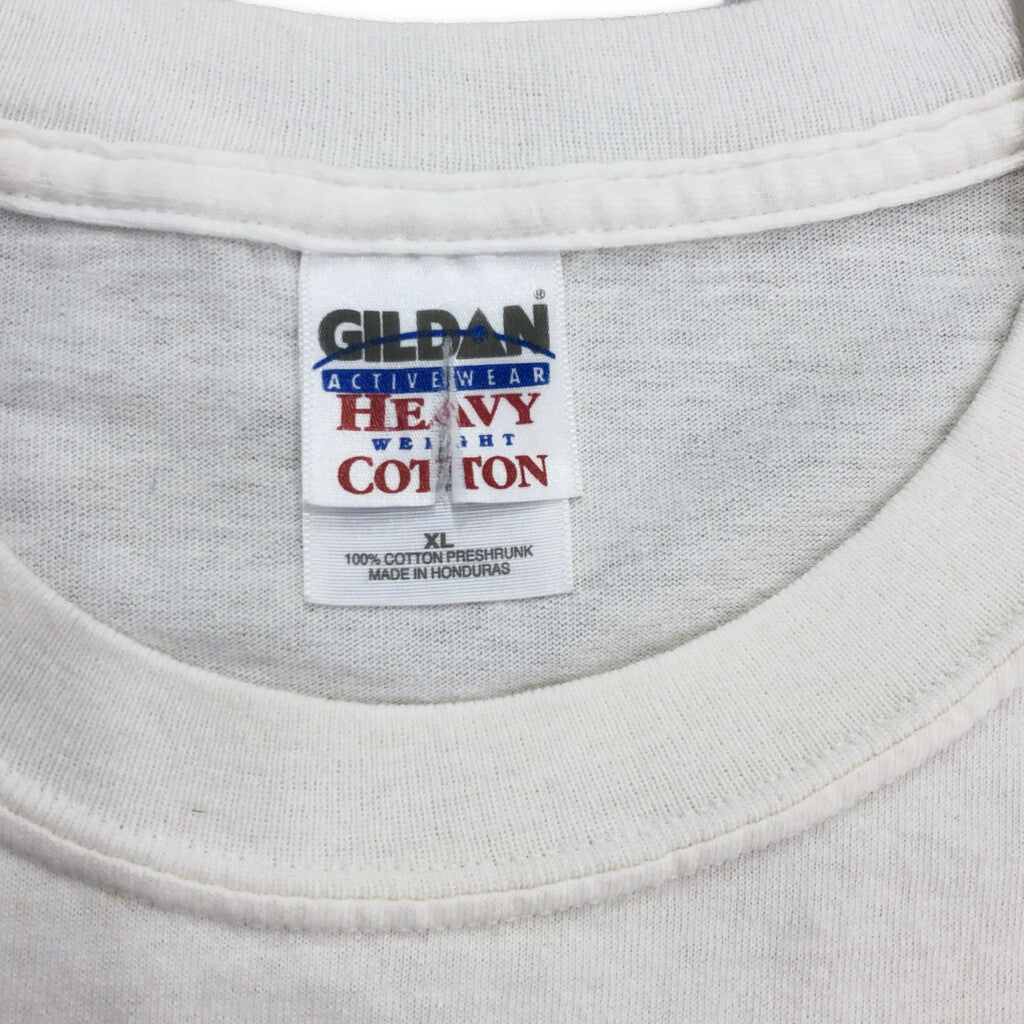 GILDAN®
ACTIVEWEAR
HEAVY
WEIGHT
COTTON
XL
100% COTTON PRESHRUNK
MADE IN HONDURAS